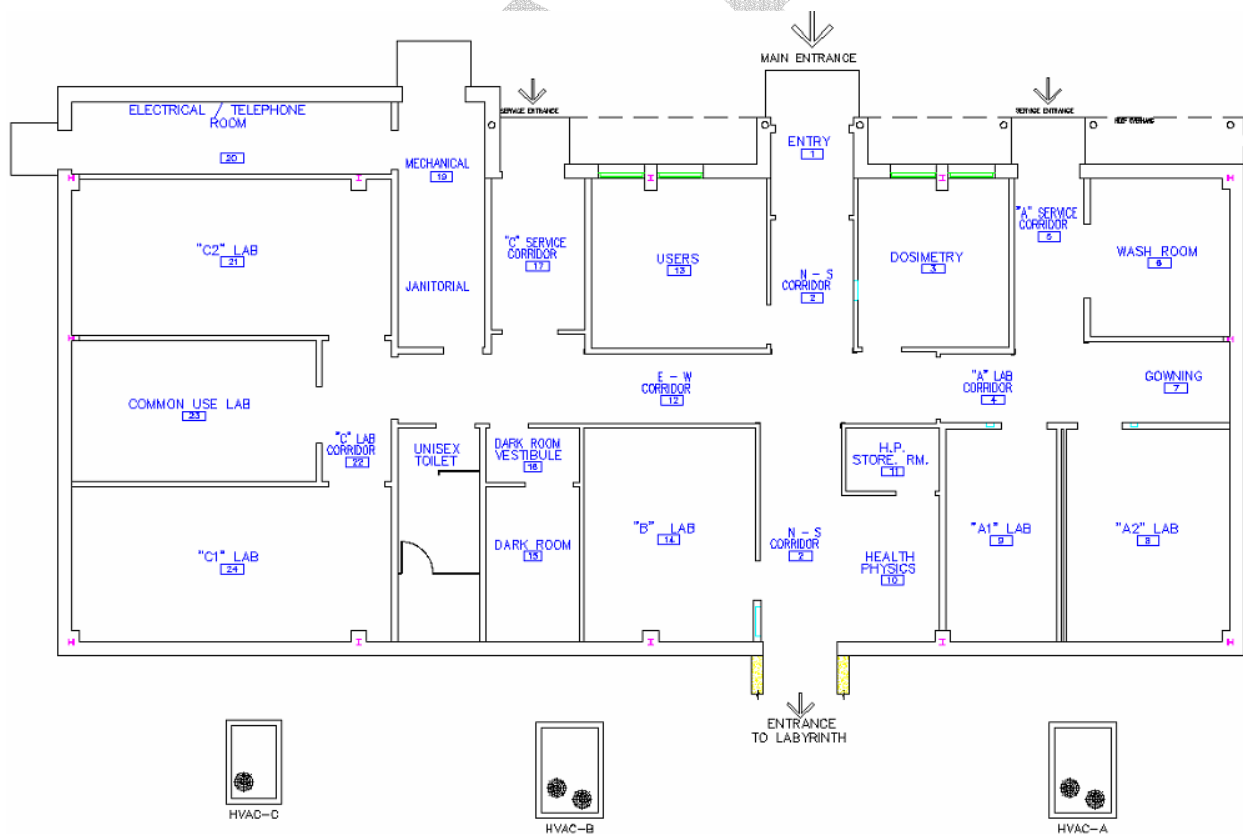 MAIN ENTRANCE
ELECTRICAL / TELEPHONE
ROOM
20
SERVICE ENTRANCE
SERVICE ENTRANCE
ROOF OVERHANG
ENTRY
1
MECHANICAL
19
"C2" LAB
21
"C" SERVICE
CORRIDOR
17
USERS
13
N - S
CORRIDOR
2
DOSIMETRY
3
"A" SERVICE
CORRIDOR
5
WASH ROOM
6
JANITORIAL
COMMON USE LAB
23
E - W
CORRIDOR
12
"A" LAB
CORRIDOR
4
GOWNING
7
"C" LAB
CORRIDOR
22
UNISEX
TOILET
DARK ROOM
VESTIBULE
16
H.P.
STORE. RM.
11
"C1" LAB
24
DARK ROOM
15
"B" LAB
14
N - S
CORRIDOR
2
HEALTH
PHYSICS
10
"A1" LAB
9
"A2" LAB
8
ENTRANCE
TO LABYRINTH
HVAC-C
HVAC-B
HVAC-A